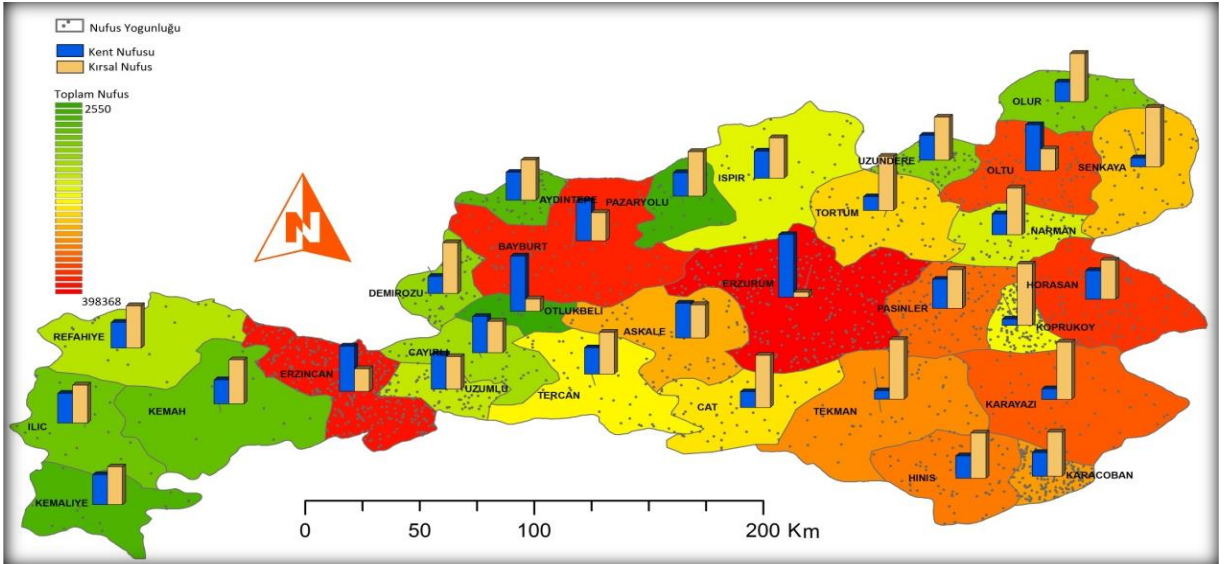 Nufus Yogunluğu
Kent Nufusu
Kırsal Nufus
Toplam Nufus
2550
398368
N
OLUR
UZUNDERE
OLTU
SENKAYA
ISPIR
AYDINTEPE
PAZARYOLU
TORTUM
NARMAN
BAYBURT
DEMIROZU
ERZURUM
HORASAN
OTLUKBELI
PASINLER
ASKALE
KOPRUKOY
REFAHIYE
CAYIRLI
ERZINCAN
UZUMLU
TERCAN
CAT
TEKMAN
KARAYAZI
KEMAH
ILIC
HINIS
KARACOBAN
KEMALIYE
0 50 100 200 Km